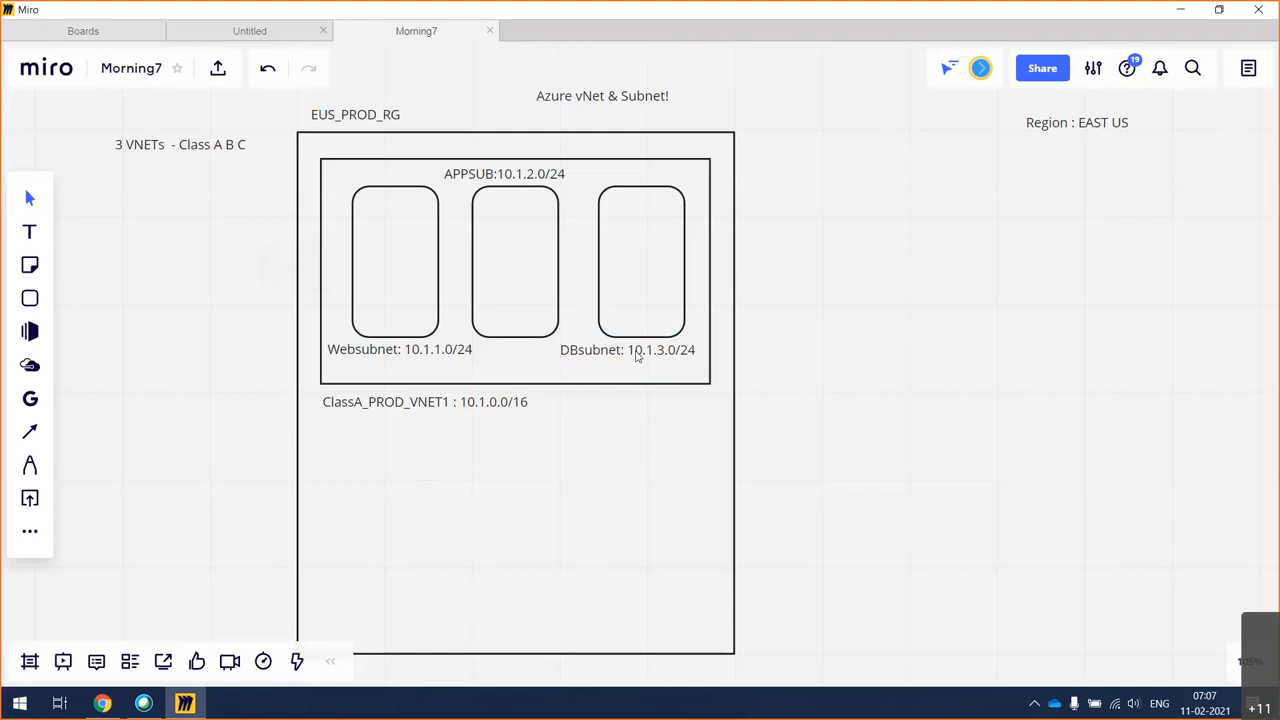 Miro
Boards
Untitled
Morning7
miro
Morning7
Share
19
Azure vNet & Subnet!
EUS_PROD_RG
Region : EAST US
3 VNETs - Class A B C
APPSUB:10.1.2.0/24
Websubnet: 10.1.1.0/24
DBsubnet: 10.1.3.0/24
ClassA_PROD_VNET1 : 10.1.0.0/16
105%
ENG
07:07
11-02-2021
+11